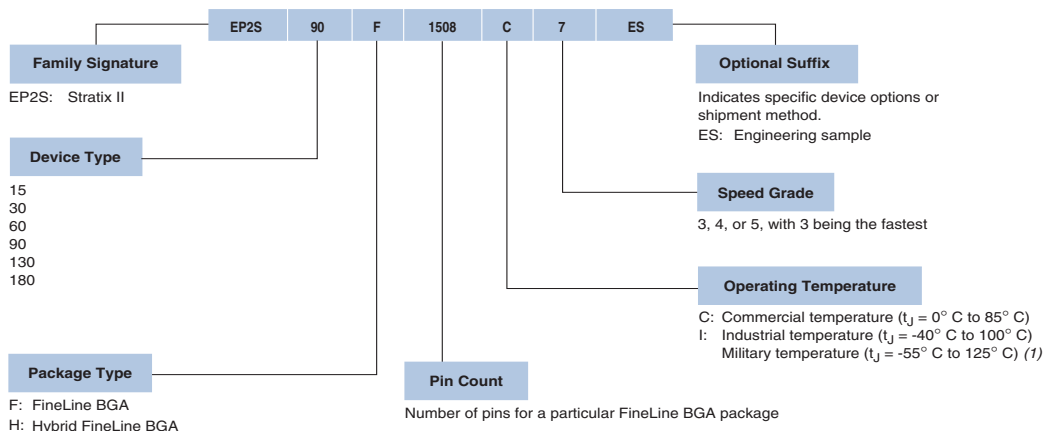 EP2S 90 F 1508 C 7 ES
Family Signature
EP2S: Stratix II
Device Type
15
30
60
90
130
180
Package Type
F: FineLine BGA
H: Hybrid FineLine BGA
Pin Count
Number of pins for a particular FineLine BGA package
Optional Suffix
Indicates specific device options or
shipment method.
ES: Engineering sample
Speed Grade
3, 4, or 5, with 3 being the fastest
Operating Temperature
C: Commercial temperature (tJ = 0° C to 85° C)
I: Industrial temperature (tJ = -40° C to 100° C)
Military temperature (tJ = -55° C to 125° C) (1)